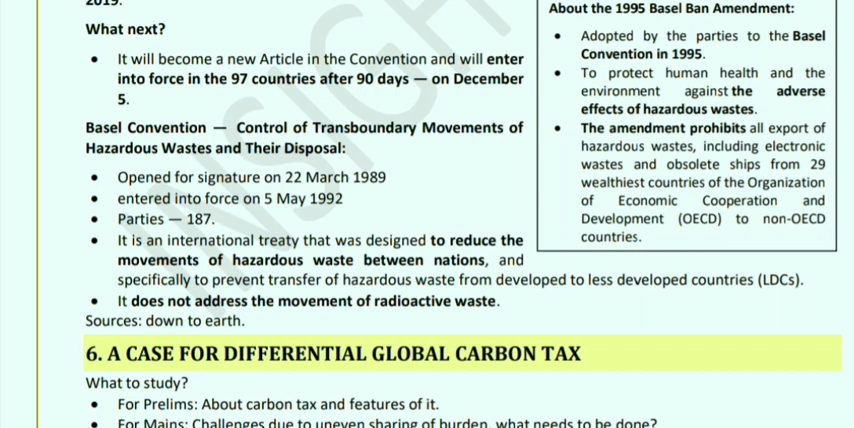 2019.
What next?
• It will become a new Article in the Convention and will enter
into force in the 97 countries after 90 days — on December
5.
Basel Convention — Control of Transboundary Movements of
Hazardous Wastes and Their Disposal:
• Opened for signature on 22 March 1989
• entered into force on 5 May 1992
• Parties — 187.
• It is an international treaty that was designed to reduce the
movements of hazardous waste between nations, and
specifically to prevent transfer of hazardous waste from developed to less developed countries (LDCs).
• It does not address the movement of radioactive waste.
Sources: down to earth.
About the 1995 Basel Ban Amendment:
• Adopted by the parties to the Basel
Convention in 1995.
• To protect human health and the
environment against the adverse
effects of hazardous wastes.
• The amendment prohibits all export of
hazardous wastes, including electronic
wastes and obsolete ships from 29
wealthiest countries of the Organization
of Economic Cooperation and
Development (OECD) to non-OECD
countries.
6. A CASE FOR DIFFERENTIAL GLOBAL CARBON TAX
What to study?
• For Prelims: About carbon tax and features of it.
• For Mains: Challenges due to uneven sharing of burden, what needs to be done?
INSIGH